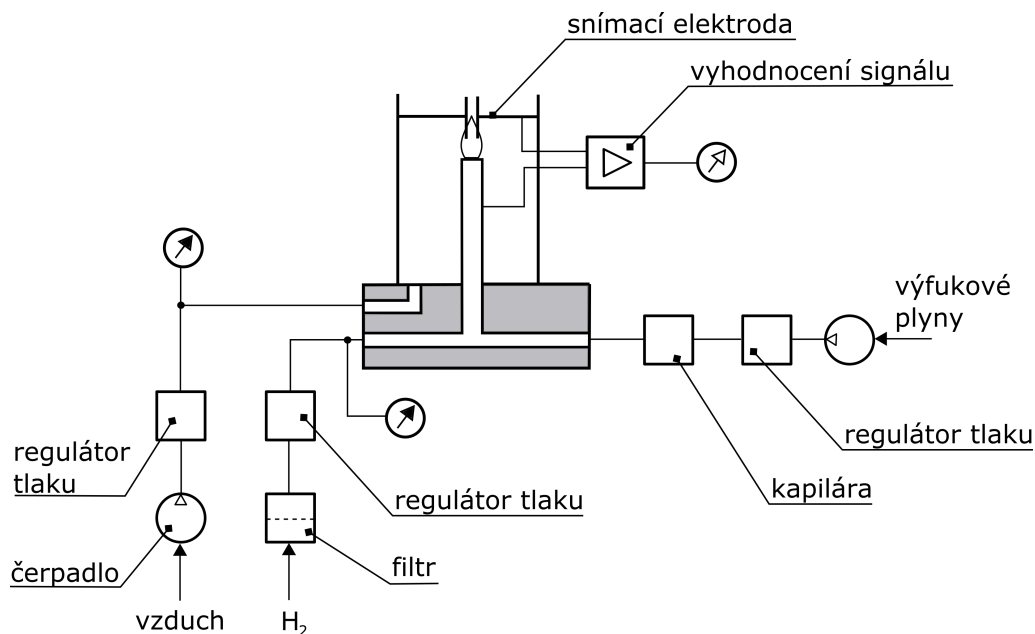 snímací elektroda
vyhodnocení signálu
výfukové
plyny
regulátor tlaku
regulátor
tlaku
kapilára
regulátor tlaku
filtr
čerpadlo
vzduch
H₂